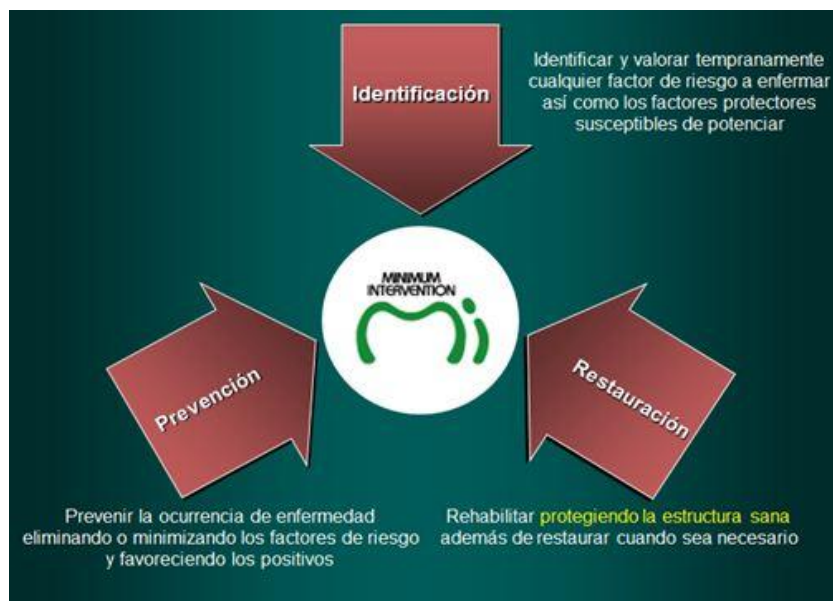 Identificación
Identificar y valorar tempranamente
cualquier factor de riesgo a enfermar
así como los factores protectores
susceptibles de potenciar
MINIMUM
INTERVENTION
Mi
Prevención
Restauración
Prevenir la ocurrencia de enfermedad
eliminando o minimizando los factores de riesgo
y favoreciendo los positivos
Rehabilitar protegiendo la estructura sana
además de restaurar cuando sea necesario